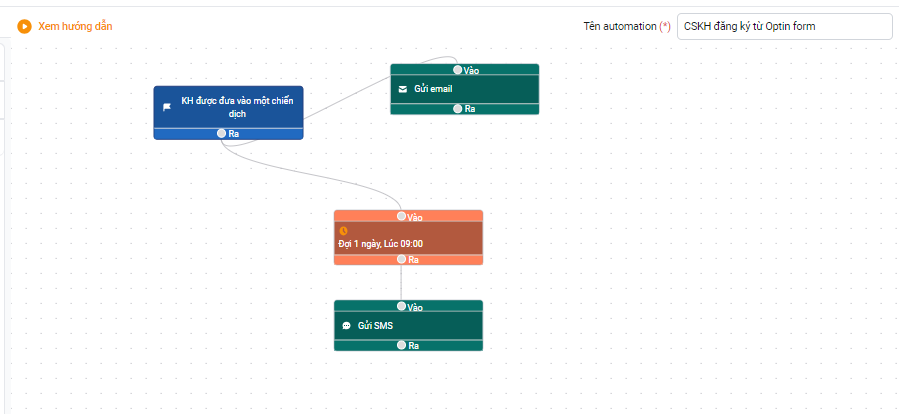 Xem hướng dẫn
Tên automation (*)
CSKH đăng ký từ Optin form
Vào
Gửi email
Ra
KH được đưa vào một chiến
dịch
Ra
Vào
Đợi 1 ngày, Lúc 09:00
Ra
Vào
Gửi SMS
Ra